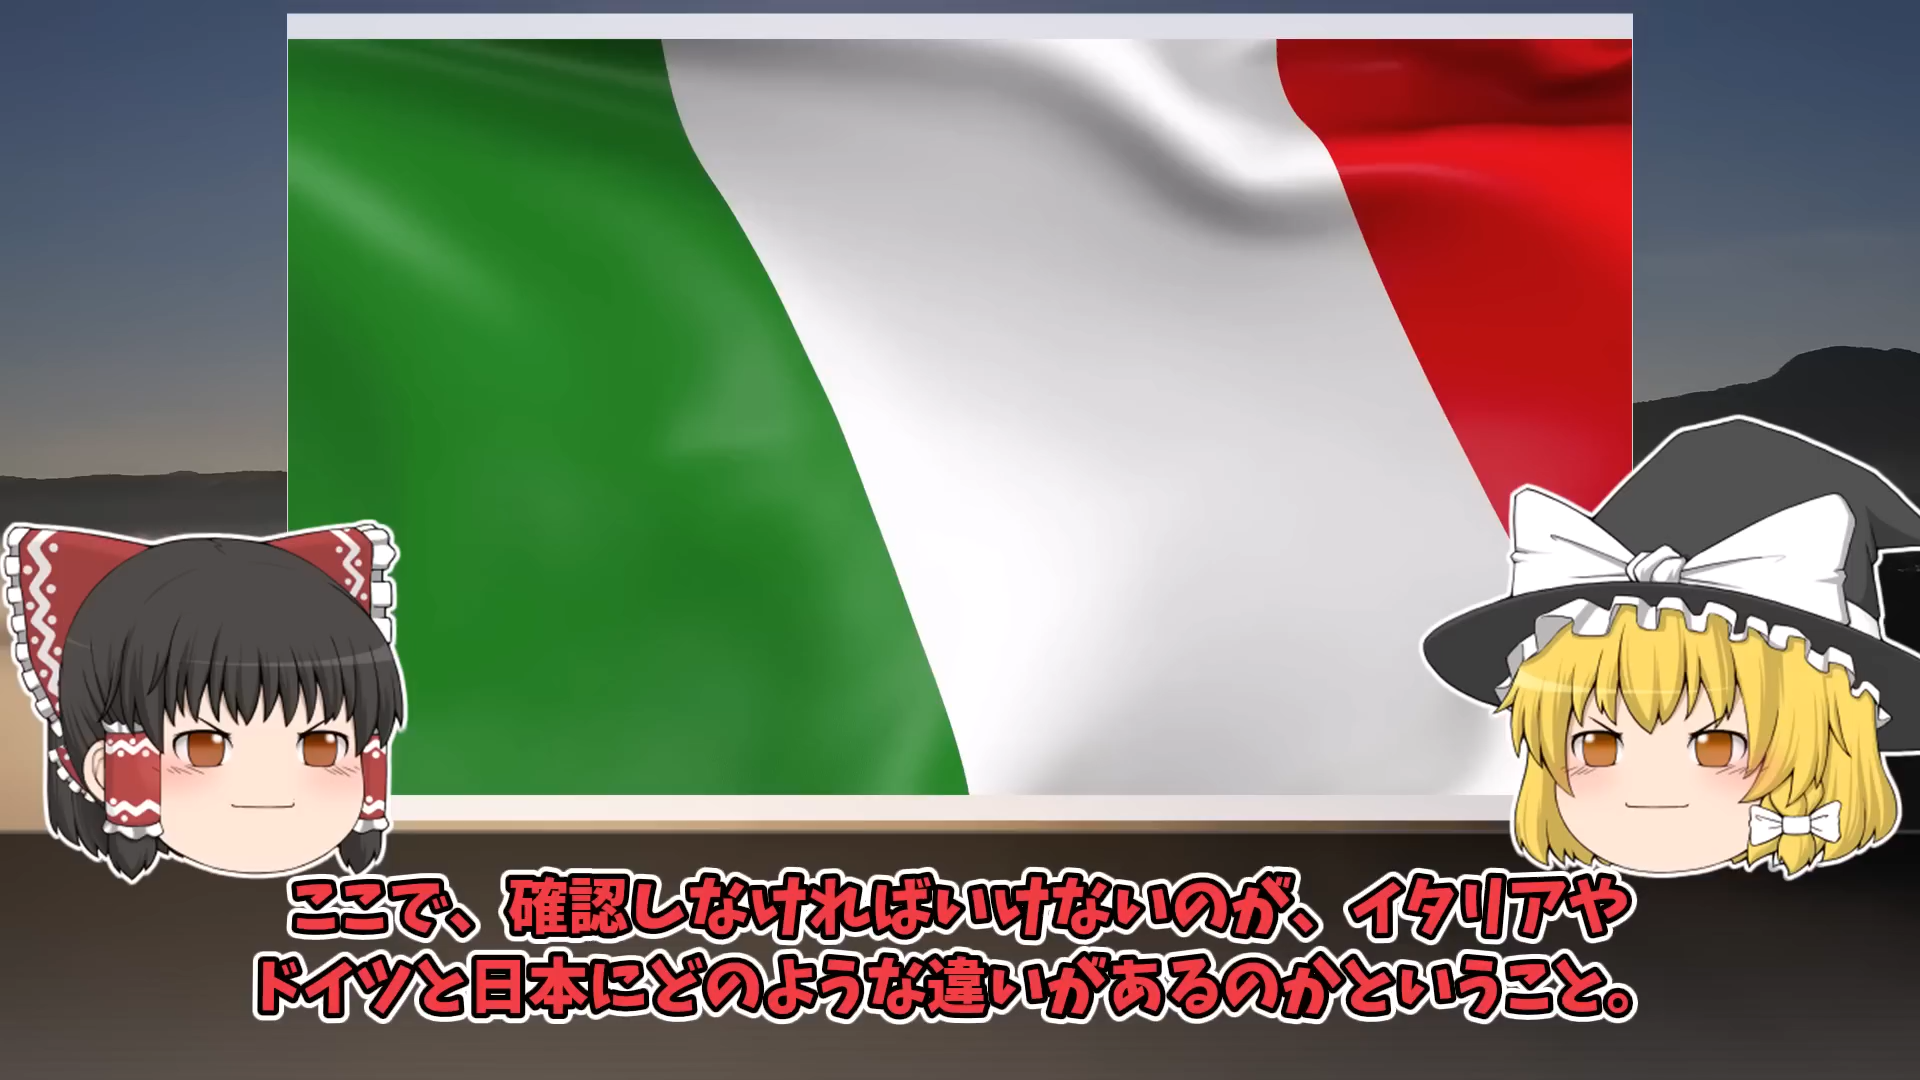 ここで、確認しなければいけないのが、イタリアや
ドイツと日本にどのような違いがあるのかということ。